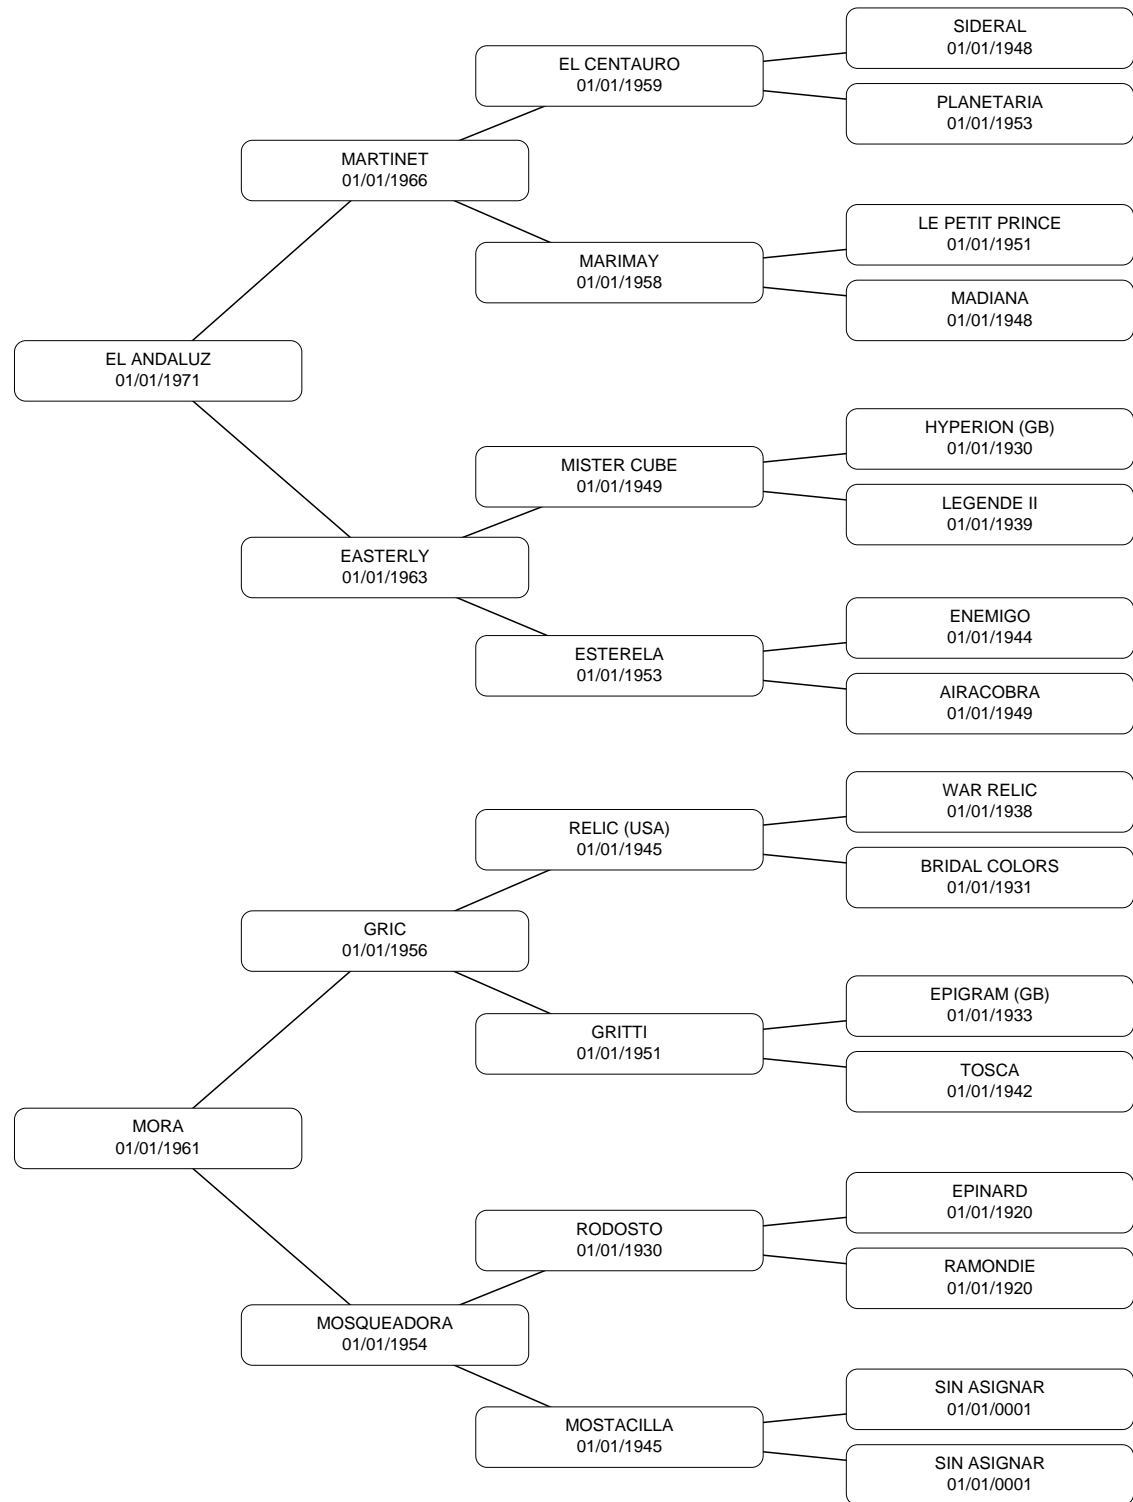 SIDERAL
01/01/1948
EL CENTAURO
01/01/1959
PLANETARIA
01/01/1953
MARTINET
01/01/1966
LE PETIT PRINCE
01/01/1951
MARIMAY
01/01/1958
MADIANA
01/01/1948
EL ANDALUZ
01/01/1971
HYPERION (GB)
01/01/1930
MISTER CUBE
01/01/1949
LEGENDE II
01/01/1939
EASTERLY
01/01/1963
ENEMIGO
01/01/1944
ESTERELA
01/01/1953
AIRACOBRA
01/01/1949
WAR RELIC
01/01/1938
RELIC (USA)
01/01/1945
BRIDAL COLORS
01/01/1931
GRIC
01/01/1956
EPIGRAM (GB)
01/01/1933
GRITTI
01/01/1951
TOSCA
01/01/1942
MORA
01/01/1961
EPINARD
01/01/1920
RODOSTO
01/01/1930
RAMONDIE
01/01/1920
MOSQUEADORA
01/01/1954
SIN ASIGNAR
01/01/0001
MOSTACILLA
01/01/1945
SIN ASIGNAR
01/01/0001